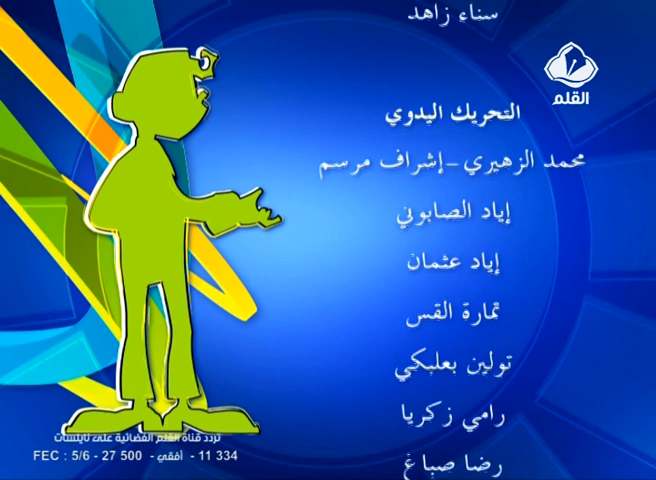 سناء زاهد
القلم
التحريك اليدوي
محمد الزهيري - إشراف مرسم
إياد الصابوني
إياد عثمان
تمارة القس
تولين بعلبكي
رامي زكريا
رضا صباغ
تردد قناة القلم الفضائية على نايلسات
FEC : 5/6 - 27 500 - أفقي - 11 334